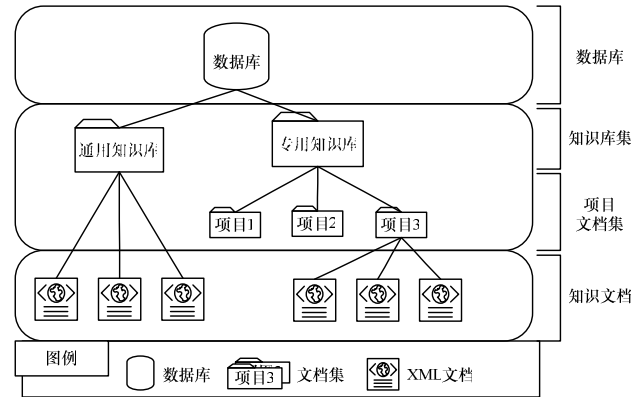 数据库
数据库
通用知识库
专用知识库
知识库集
项目1
项目2
项目3
项目
文档集
知识文档
图例
数据库
项目3
文档集
XML文档